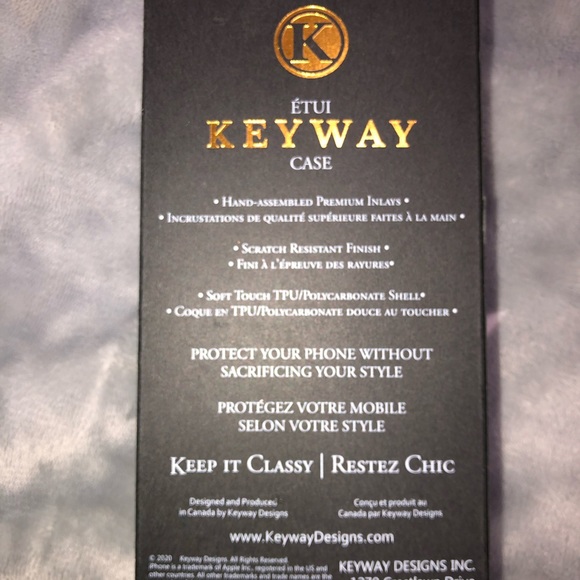 K
ÉTUI
KEYWAY
CASE
• Hand-assembled Premium Inlays •
• Incrustations de qualité supérieure faites à la main •
• Scratch Resistant Finish •
• Fini à l'épreuve des rayures•
• Soft Touch TPU/Polycarbonate Shell•
• Coque en TPU/Polycarbonate douce au toucher •
PROTECT YOUR PHONE WITHOUT
SACRIFICING YOUR STYLE
PROTÉGEZ VOTRE MOBILE
SELON VOTRE STYLE
Keep it Classy | Restez Chic
Designed and Produced
in Canada by Keyway Designs
Conçu et produit au
Canada par Keyway Designs
www.KeywayDesigns.com
© 2020 Keyway Designs. All Rights Reserved.
iPhone is a trademark of Apple Inc., registered in the US and
other countries. All other trademarks and trade names are the
KEYWAY DESIGNS INC.